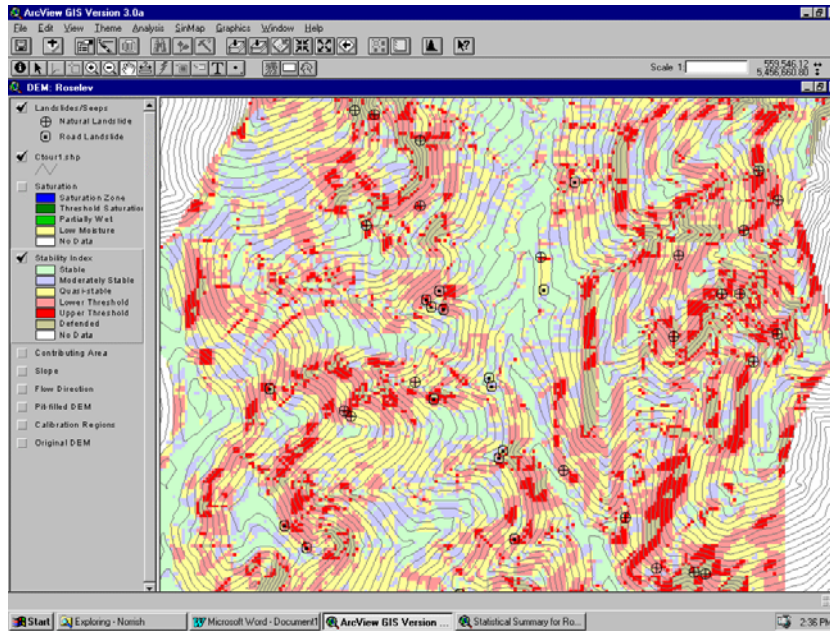 ArcView GIS Version 3.0a
File Edit View Theme Analysis SinMap Graphics Window Help
Scale 1:
559,546.12
5,456,660.80
DEM: Roselev
Landslides/Seeps
Natural Landslide
Road Landslide
Ctour1.shp
Saturation
Saturation Zone
Threshold Saturation
Partially Wet
Low Moisture
No Data
Stability Index
Stable
Moderately Stable
Quasi-stable
Lower Threshold
Upper Threshold
Defended
No Data
Contributing Area
Slope
Flow Direction
Pit-filled DEM
Calibration Regions
Original DEM
Start Exploring - Norrish Microsoft Word - Document1 ArcView GIS Version ... Statistical Summary for Ro... 2:36 PM